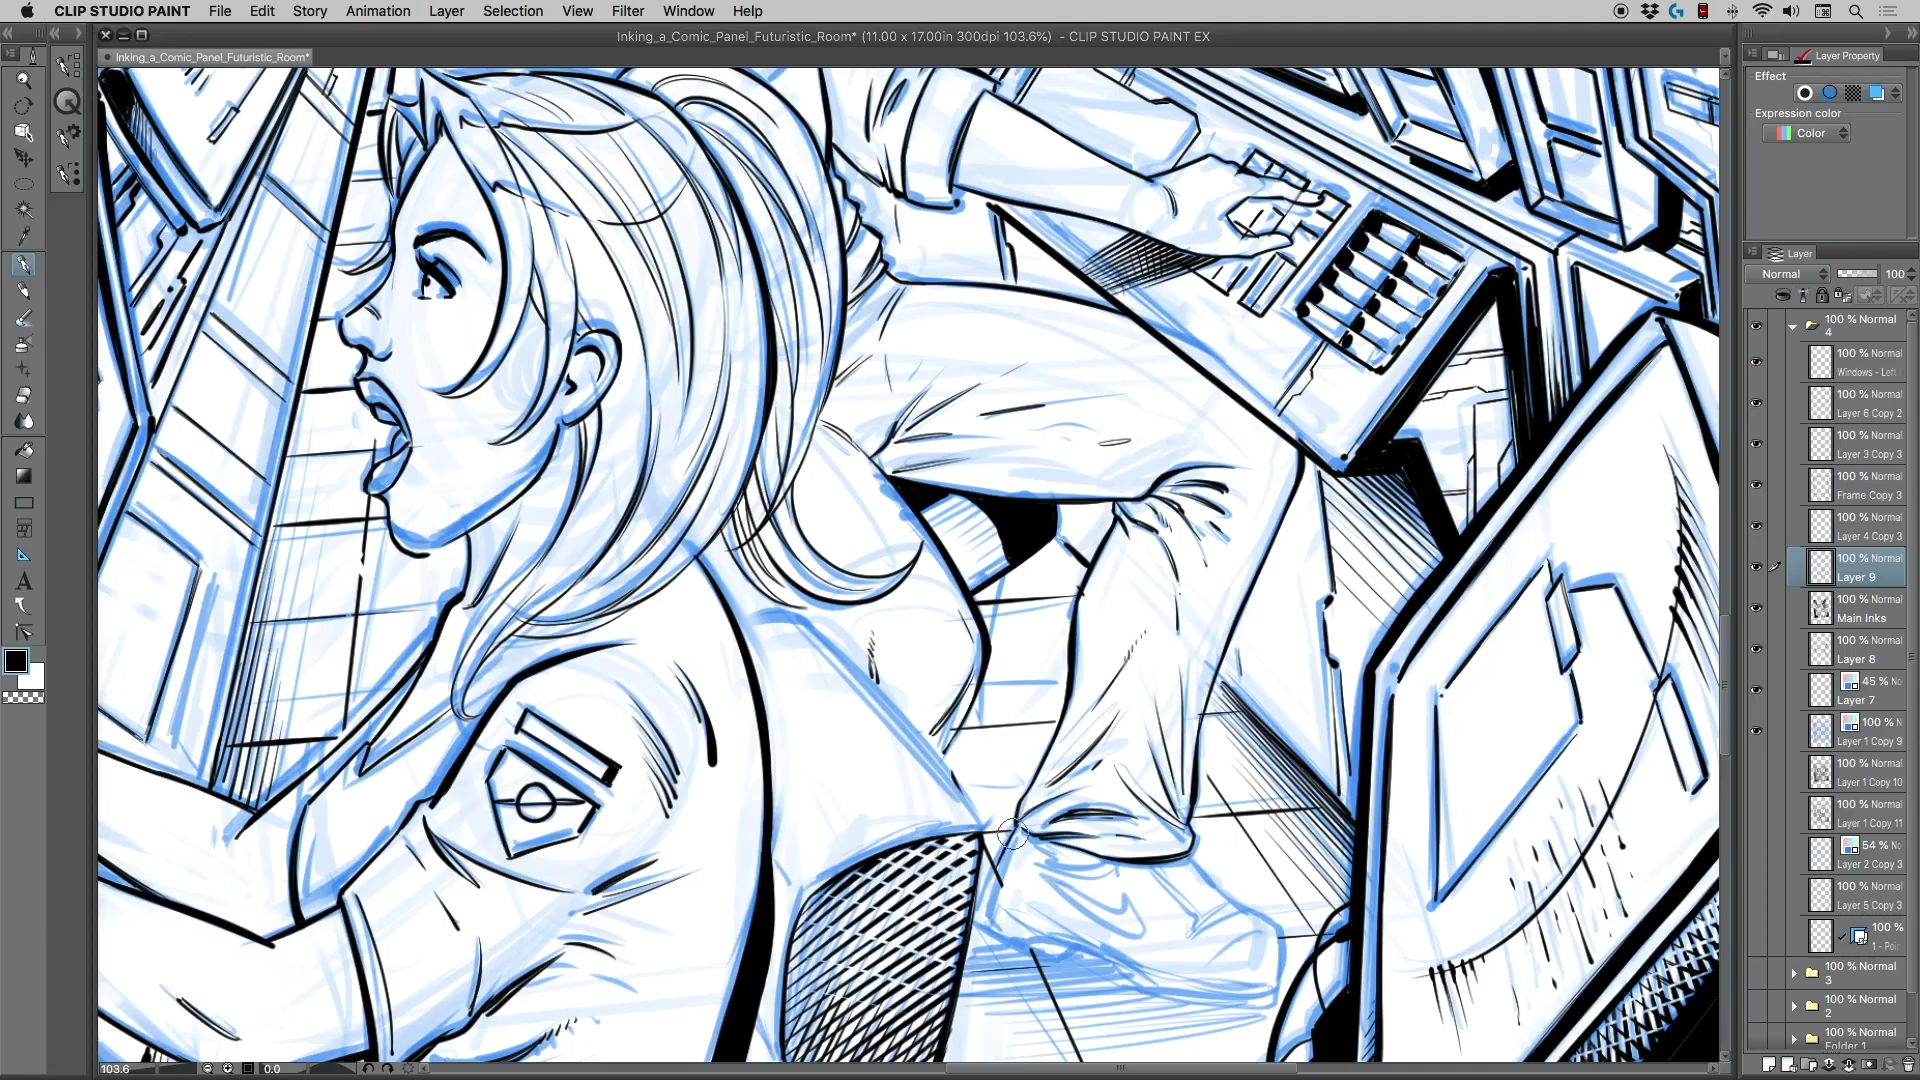 CLIP STUDIO PAINT File Edit Story Animation Layer Selection View Filter Window Help
Inking_a_Comic_Panel_Futuristic_Room* (11.00 x 17.00in 300dpi 103.6%) - CLIP STUDIO PAINT EX
Inking_a_Comic_Panel_Futuristic_Room*
Layer Property
Effect
Expression color
Color
Layer
Normal 100
100 % Normal
4
100 % Normal
Windows - Left
100 % Normal
Layer 6 Copy 2
100 % Normal
Layer 3 Copy 3
100 % Normal
Frame Copy 3
100 % Normal
Layer 4 Copy 3
100 % Normal
Layer 9
100 % Normal
Main Inks
100 % Normal
Layer 8
45 % No
Layer 7
100 % N
Layer 1 Copy 9
100 % Normal
Layer 1 Copy 10
100 % Normal
Layer 1 Copy 11
54 % No
Layer 2 Copy 3
100 % Normal
Layer 5 Copy 3
100 %
1 - Poi
100 % Normal
3
100 % Normal
2
100 % Normal
Folder 1
103.6 0.0